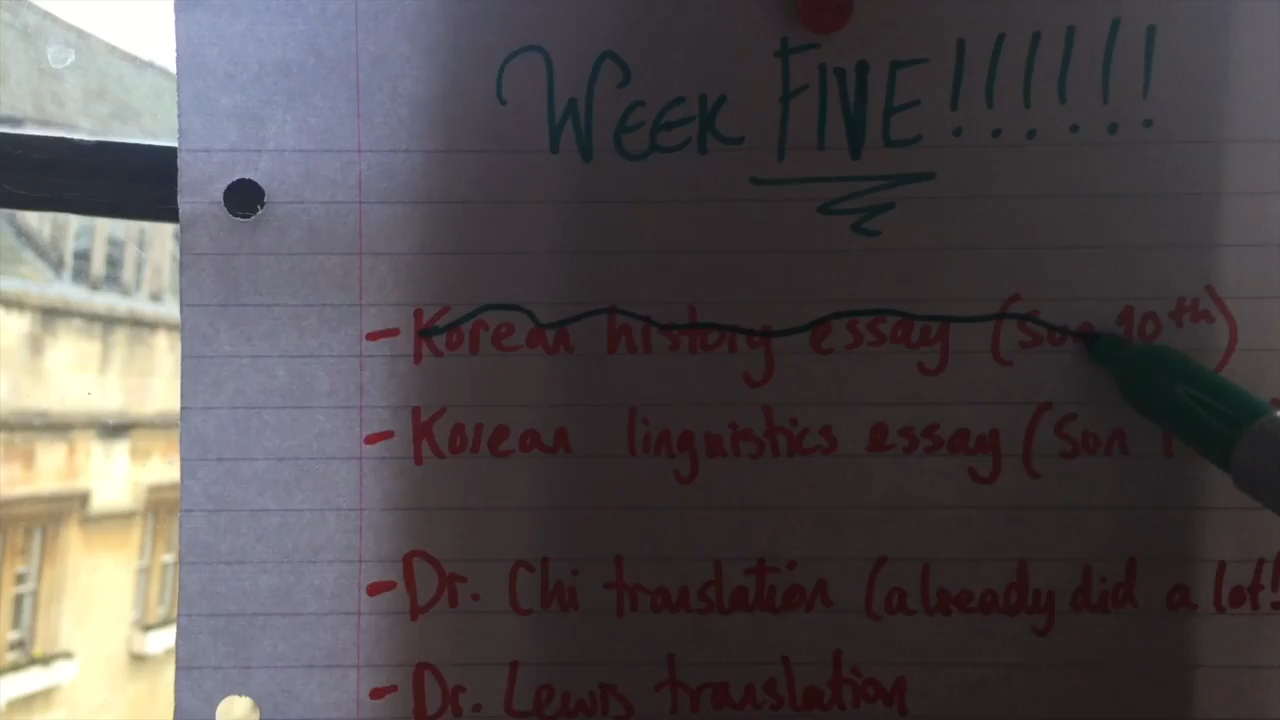 WEEK FIVE!!!!!!
- Korean history essay (Sun 10th)
- Korean linguistics essay (Sun
- Dr. Chi translation (already did a lot!
- Dr. Lewis translation